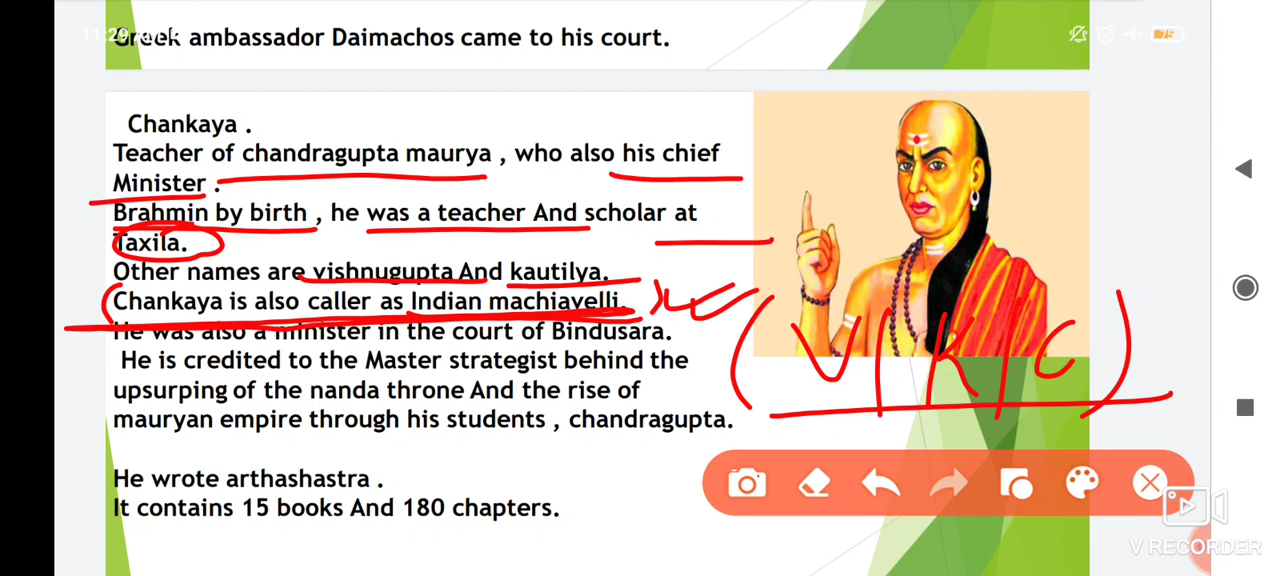 Greek ambassador Daimachos came to his court.
11:29
75
Chankaya .
Teacher of chandragupta maurya , who also his chief
Minister .
Brahmin by birth , he was a teacher And scholar at
Taxila.
Other names are vishnugupta And kautilya.
Chankaya is also caller as Indian machiavelli.
He was also a minister in the court of Bindusara.
He is credited to the Master strategist behind the
upsurping of the nanda throne And the rise of
mauryan empire through his students , chandragupta.
(V/K/C)
He wrote arthashastra .
It contains 15 books And 180 chapters.
V RECORDER